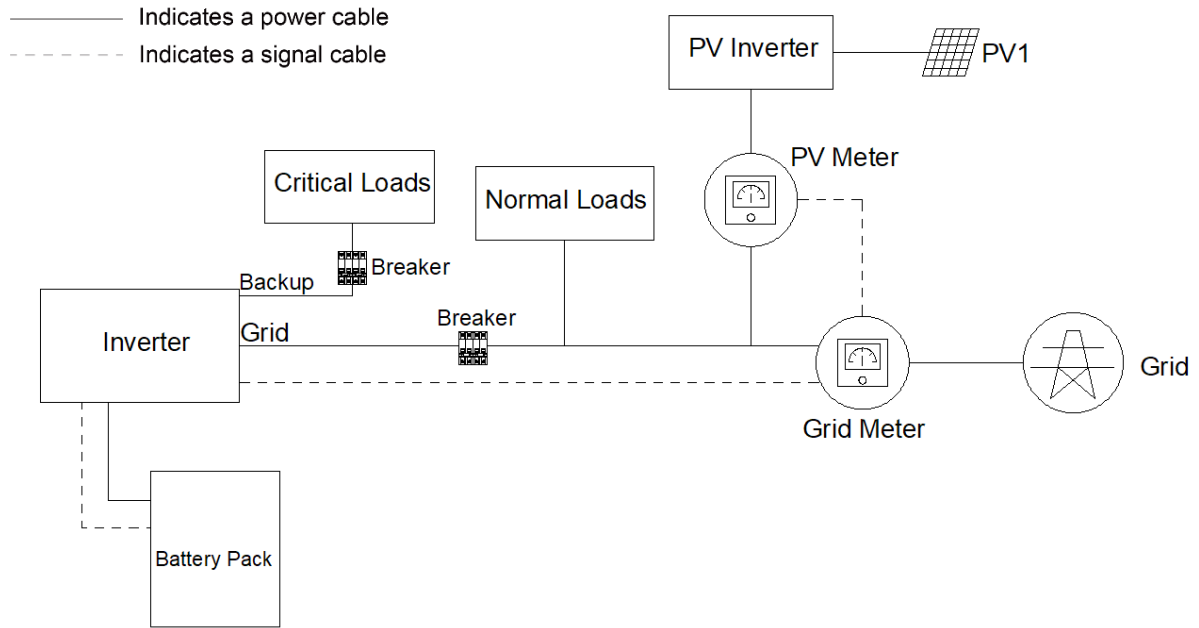 Indicates a power cable
Indicates a signal cable
PV Inverter
PV1
PV Meter
Critical Loads
Normal Loads
Breaker
Backup
Breaker
Grid
Inverter
Grid
Grid Meter
Battery Pack